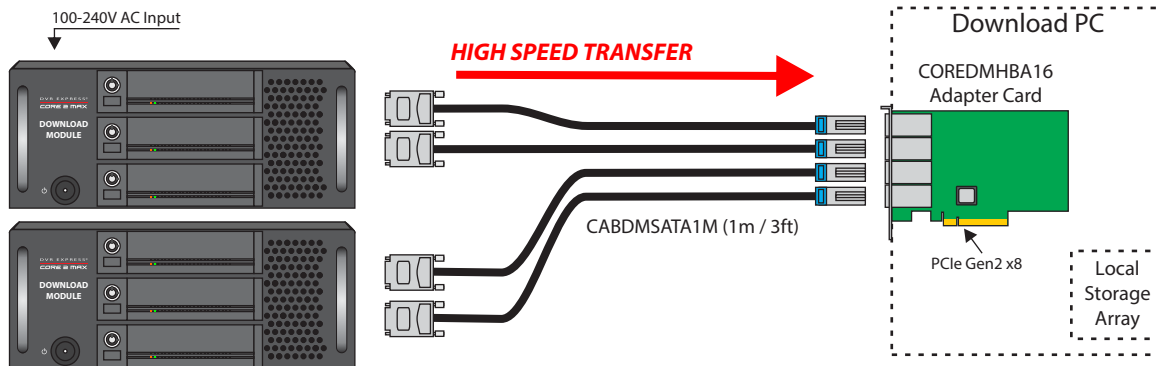 100-240V AC Input
DVR EXPRESS®
CORE 2 MAX
DOWNLOAD
MODULE
DVR EXPRESS®
CORE 2 MAX
DOWNLOAD
MODULE
HIGH SPEED TRANSFER
CABDMSATA1M (1m / 3ft)
Download PC
COREDMHBA16
Adapter Card
PCIe Gen2 x8
Local
Storage
Array